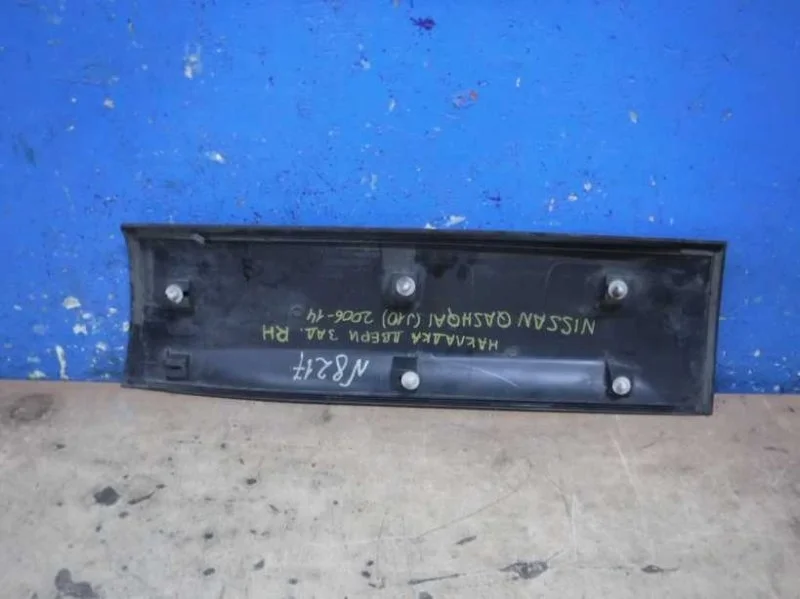 NISSAN QASHQAI (J10) 2006-14
НАКЛАДКА ДВЕРИ ЗАД. RH
N8217